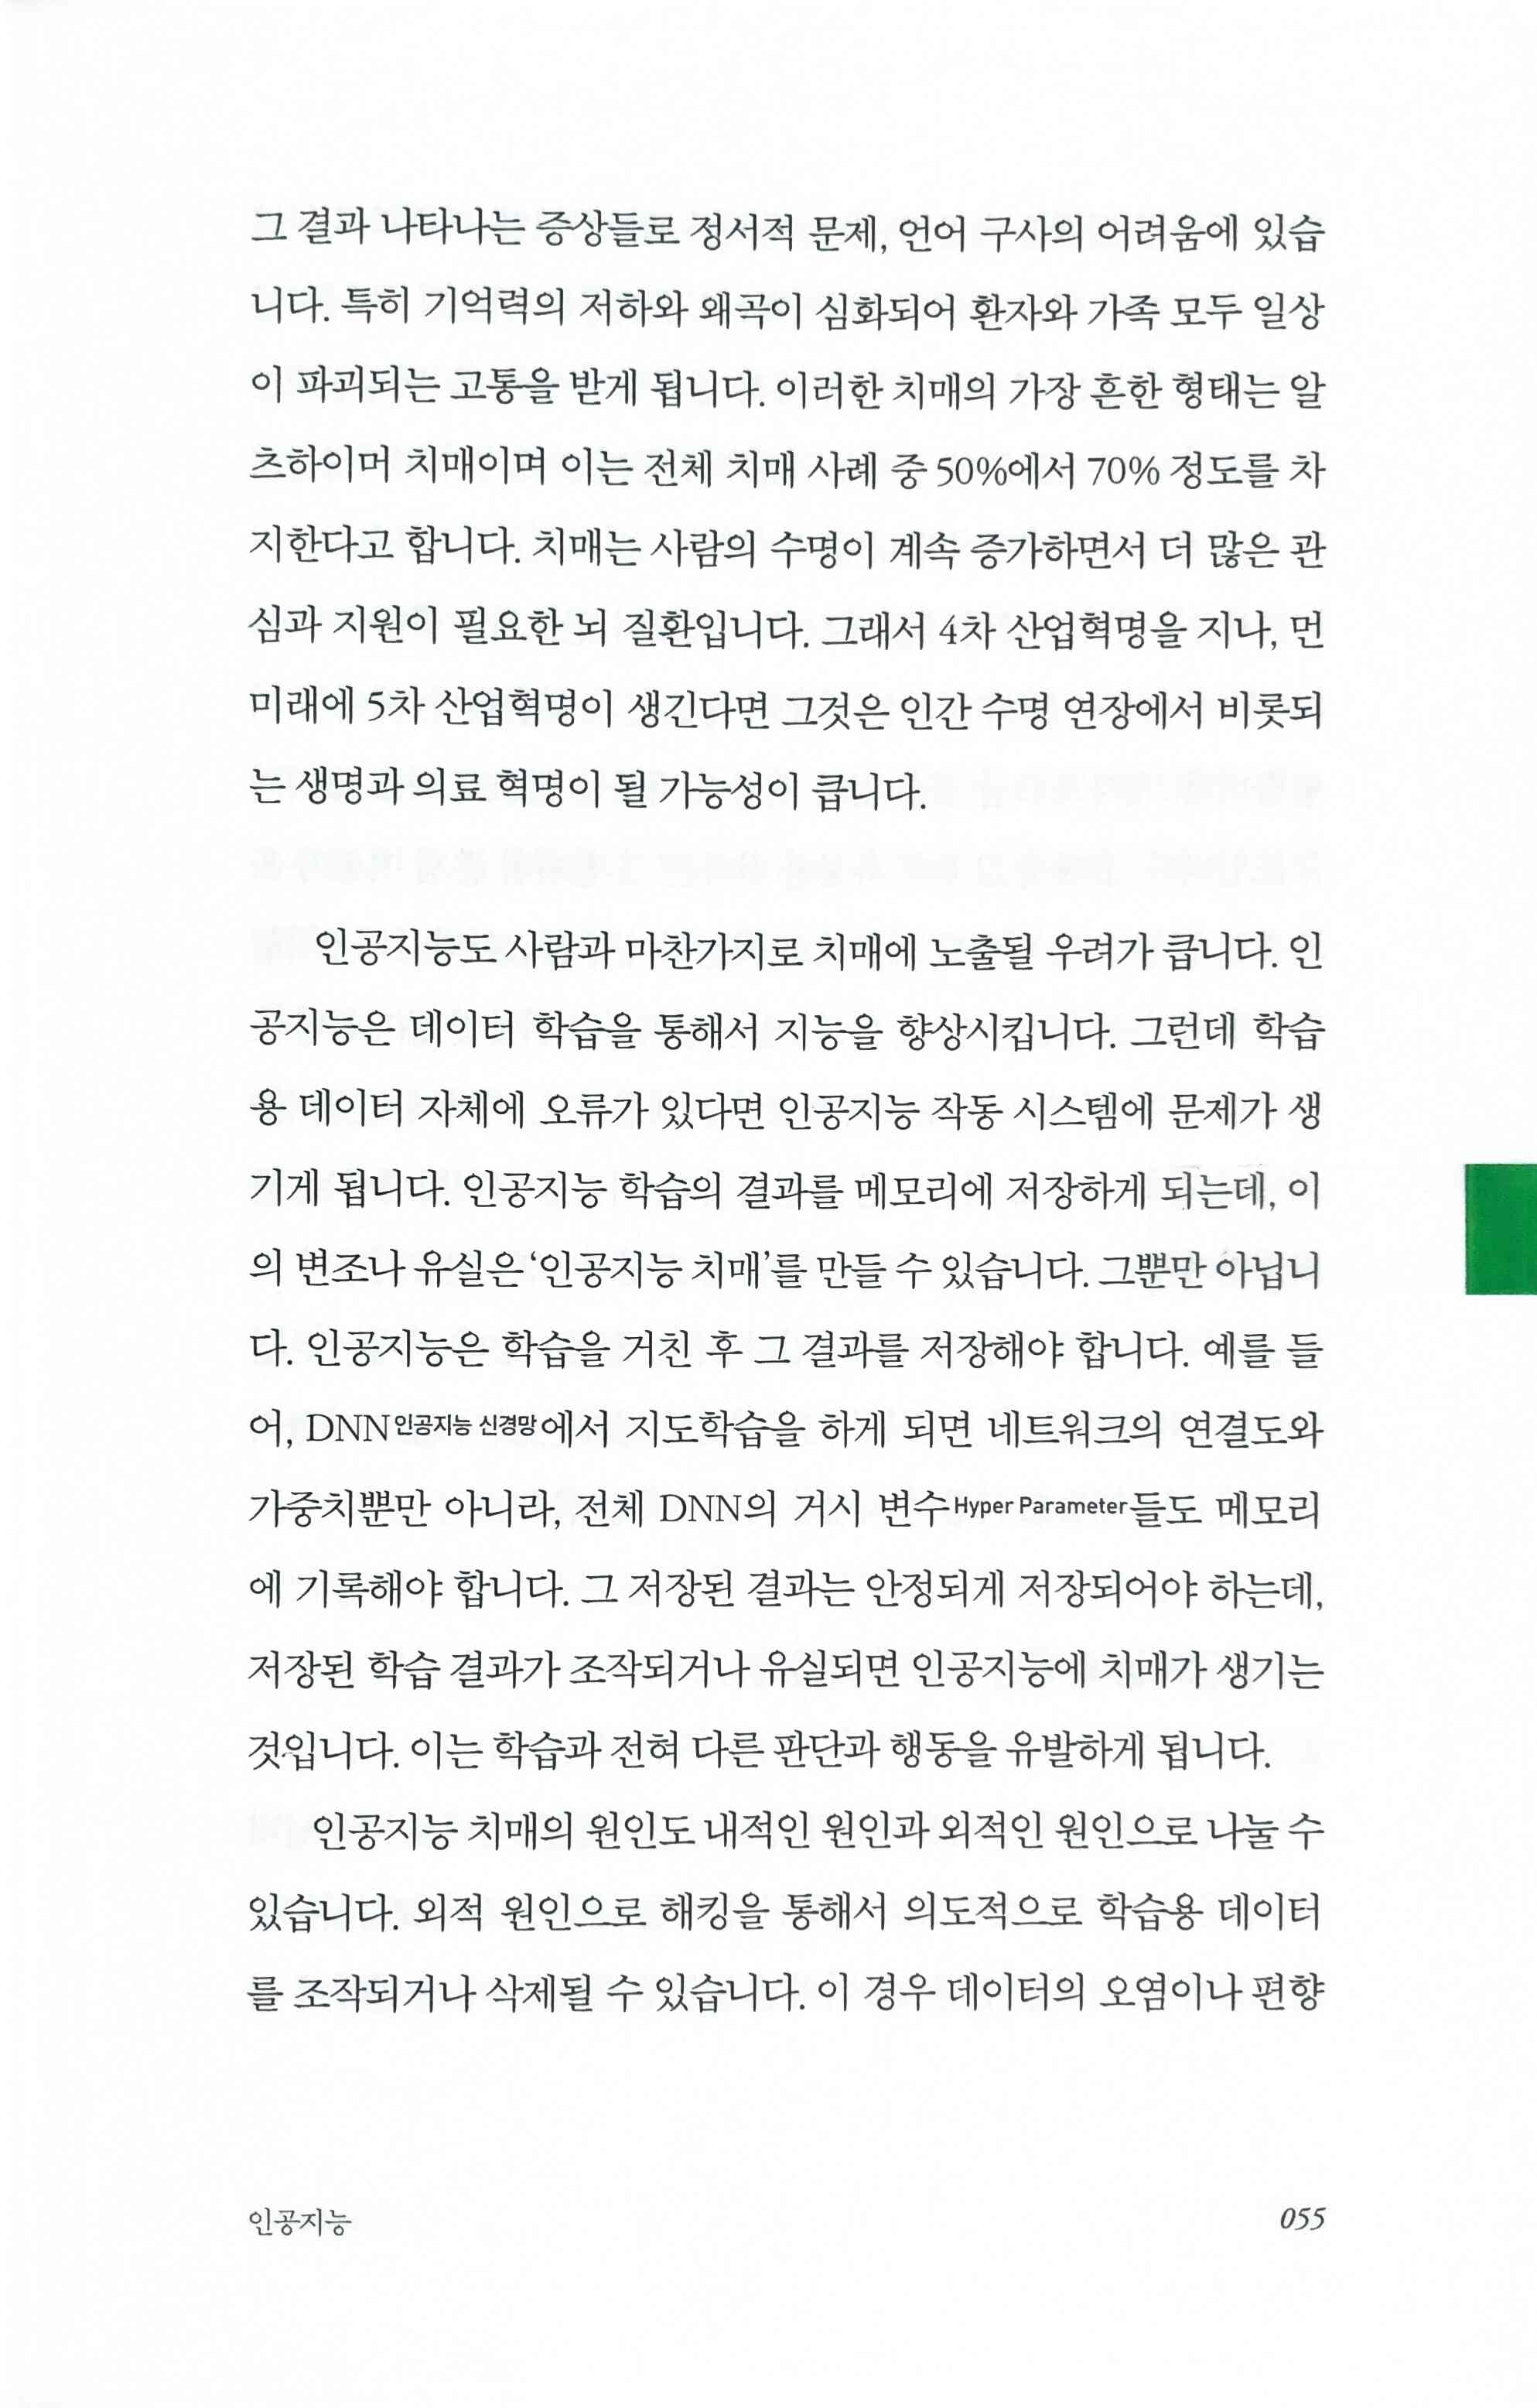 그 결과 나타나는 증상들로 정서적 문제, 언어 구사의 어려움에 있습
니다. 특히 기억력의 저하와 왜곡이 심화되어 환자와 가족 모두 일상
이 파괴되는 고통을 받게 됩니다. 이러한 치매의 가장 흔한 형태는 알
츠하이머 치매이며 이는 전체 치매 사례 중 50%에서 70% 정도를 차
지한다고 합니다. 치매는 사람의 수명이 계속 증가하면서 더 많은 관
심과 지원이 필요한 뇌 질환입니다. 그래서 4차 산업혁명을 지나, 먼
미래에 5차 산업혁명이 생긴다면 그것은 인간 수명 연장에서 비롯되
는 생명과 의료 혁명이 될 가능성이 큽니다.
인공지능도 사람과 마찬가지로 치매에 노출될 우려가 큽니다. 인
공지능은 데이터 학습을 통해서 지능을 향상시킵니다. 그런데 학습
용 데이터 자체에 오류가 있다면 인공지능 작동 시스템에 문제가 생
기게 됩니다. 인공지능 학습의 결과를 메모리에 저장하게 되는데, 이
의 변조나 유실은 ‘인공지능 치매’를 만들 수 있습니다. 그뿐만 아닙니
다. 인공지능은 학습을 거친 후 그 결과를 저장해야 합니다. 예를 들
어, DNN인공지능 신경망에서 지도학습을 하게 되면 네트워크의 연결도와
가중치뿐만 아니라, 전체 DNN의 거시 변수Hyper Parameter들도 메모리
에 기록해야 합니다. 그 저장된 결과는 안정되게 저장되어야 하는데,
저장된 학습 결과가 조작되거나 유실되면 인공지능에 치매가 생기는
것입니다. 이는 학습과 전혀 다른 판단과 행동을 유발하게 됩니다.
인공지능 치매의 원인도 내적인 원인과 외적인 원인으로 나눌 수
있습니다. 외적 원인으로 해킹을 통해서 의도적으로 학습용 데이터
를 조작되거나 삭제될 수 있습니다. 이 경우 데이터의 오염이나 편향
인공지능
055